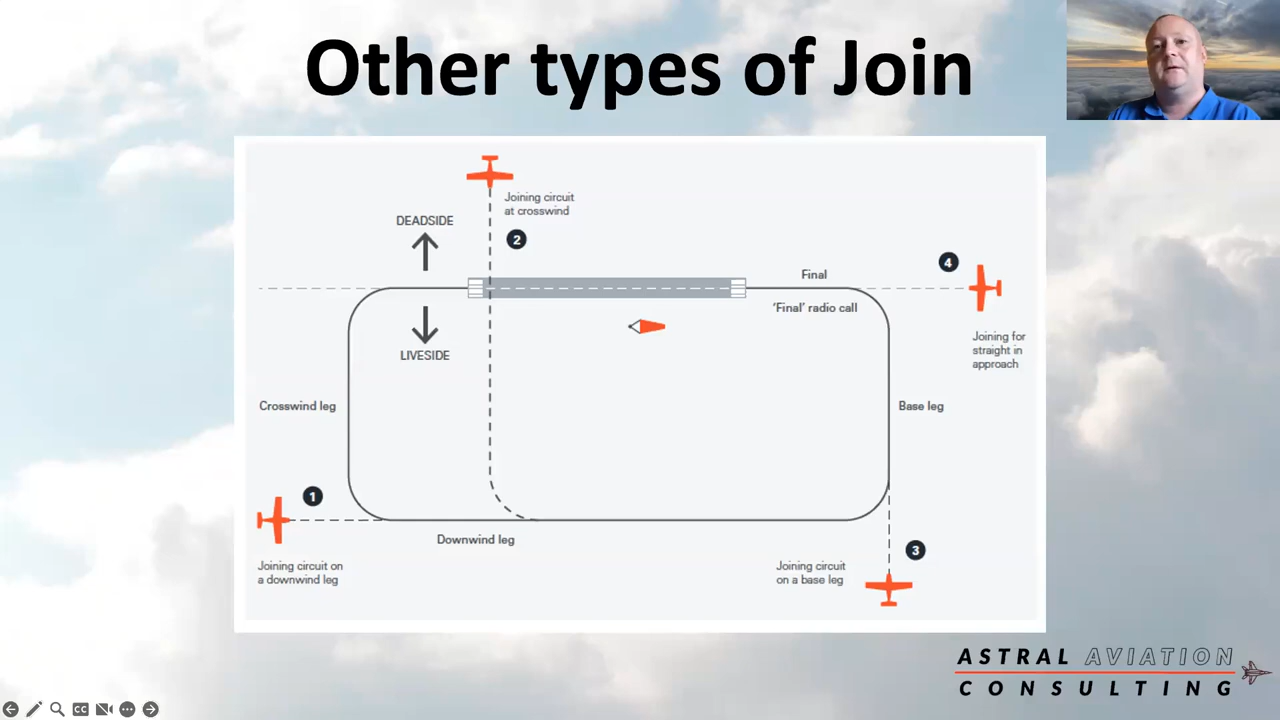 Other types of Join
Joining circuit
at crosswind
DEADSIDE
2
4
Final
'Final' radio call
Joining for
straight in
approach
LIVESIDE
Crosswind leg
Base leg
1
Downwind leg
3
Joining circuit on
a downwind leg
Joining circuit
on a base leg
ASTRAL AVIATION
CONSULTING
CC